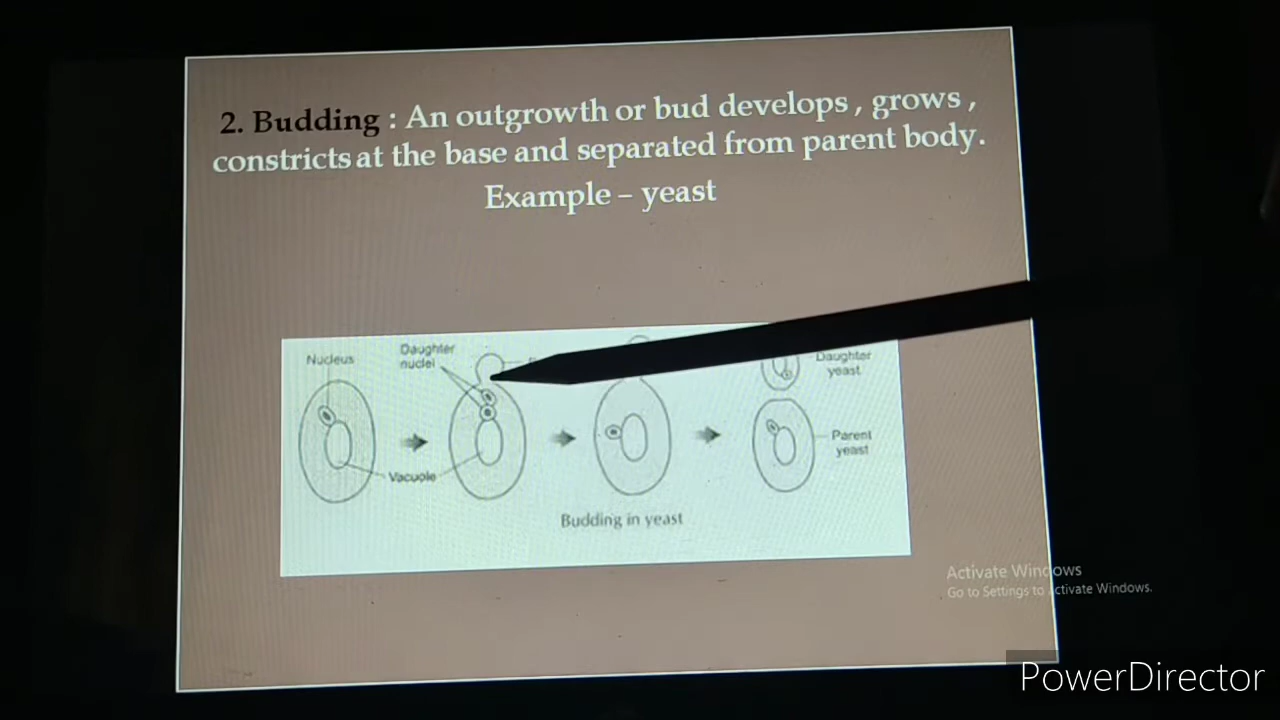 2. Budding : An outgrowth or bud develops , grows ,
constricts at the base and separated from parent body.
Example – yeast
Nucleus
Daughter
nuclei
Daughter
yeast
Parent
yeast
Vacuole
Budding in yeast
Activate Windows
Go to Settings to activate Windows.
PowerDirector